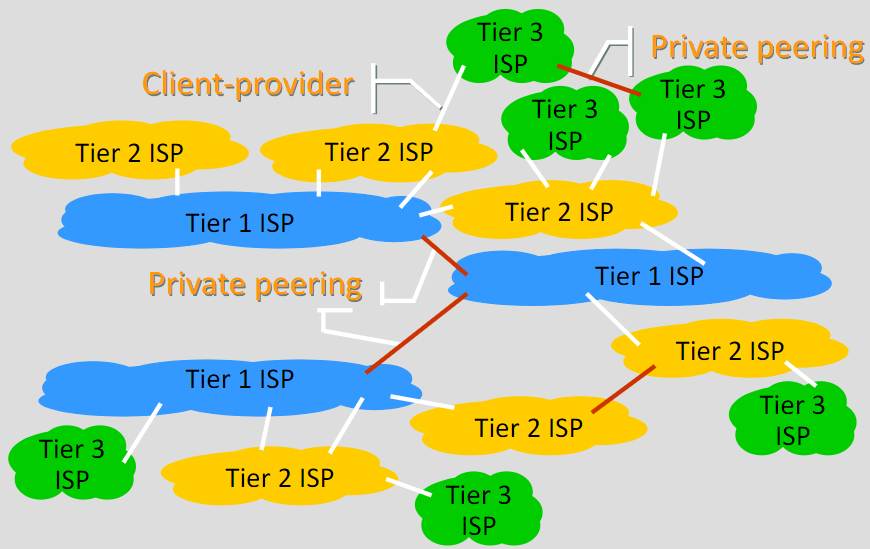 Tier 3
ISP
Private peering
Client-provider
Tier 3
ISP
Tier 3
ISP
Tier 2 ISP
Tier 2 ISP
Tier 2 ISP
Tier 1 ISP
Tier 1 ISP
Private peering
Tier 2 ISP
Tier 1 ISP
Tier 3
ISP
Tier 2 ISP
Tier 3
ISP
Tier 2 ISP
Tier 3
ISP